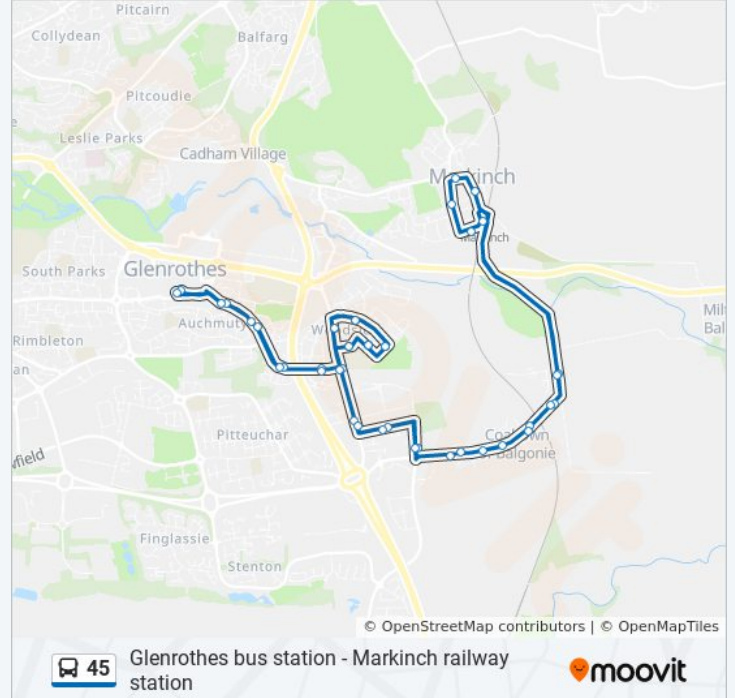 Pitcairn
Collydean
Balfarg
Pitcoudie
Leslie Parks
Cadham Village
Markinch
Markinch
South Parks
Glenrothes
Auchmuty
Rimbleton
Pitteuchar
Coaltown
Balgonie
Finglassie
Stenton
© OpenStreetMap contributors | © OpenMapTiles
45
Glenrothes bus station - Markinch railway
station
moovit